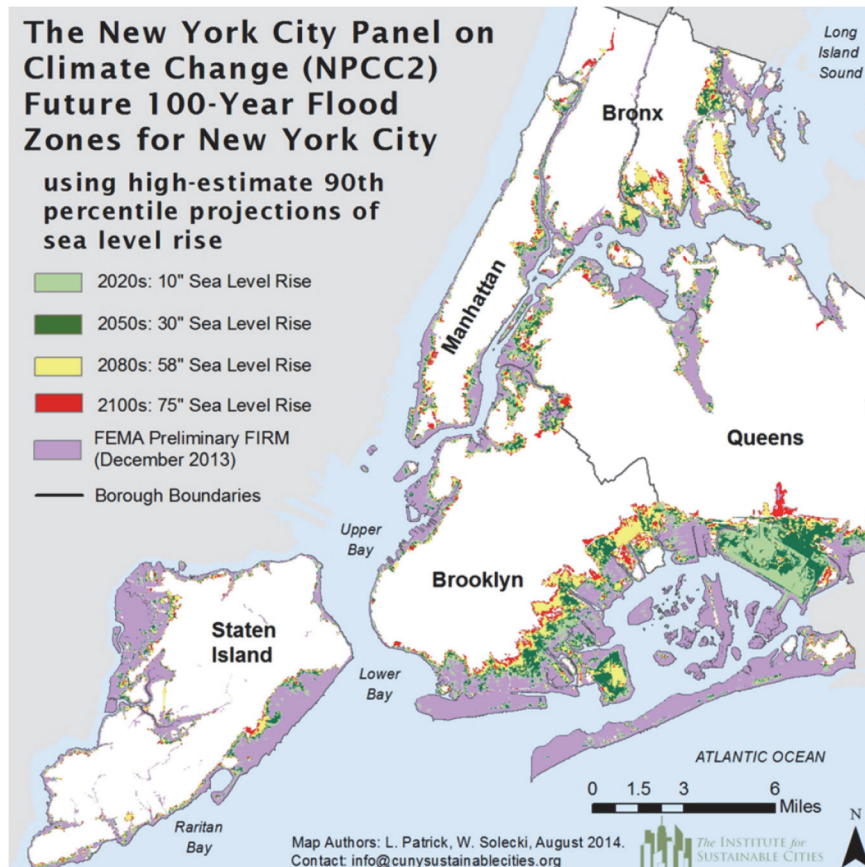 The New York City Panel on
Climate Change (NPCC2)
Future 100-Year Flood
Zones for New York City
using high-estimate 90th
percentile projections of
sea level rise
2020s: 10" Sea Level Rise
2050s: 30" Sea Level Rise
2080s: 58" Sea Level Rise
2100s: 75" Sea Level Rise
FEMA Preliminary FIRM
(December 2013)
Borough Boundaries
Long
Island
Sound
Bronx
Manhattan
Queens
Upper
Bay
Brooklyn
Staten
Island
Lower
Bay
ATLANTIC OCEAN
0 1.5 3 6
Miles
N
Raritan
Bay
Map Authors: L. Patrick, W. Solecki, August 2014.
Contact: info@cunysustainablecities.org
The INSTITUTE for
SUSTAINABLE CITIES